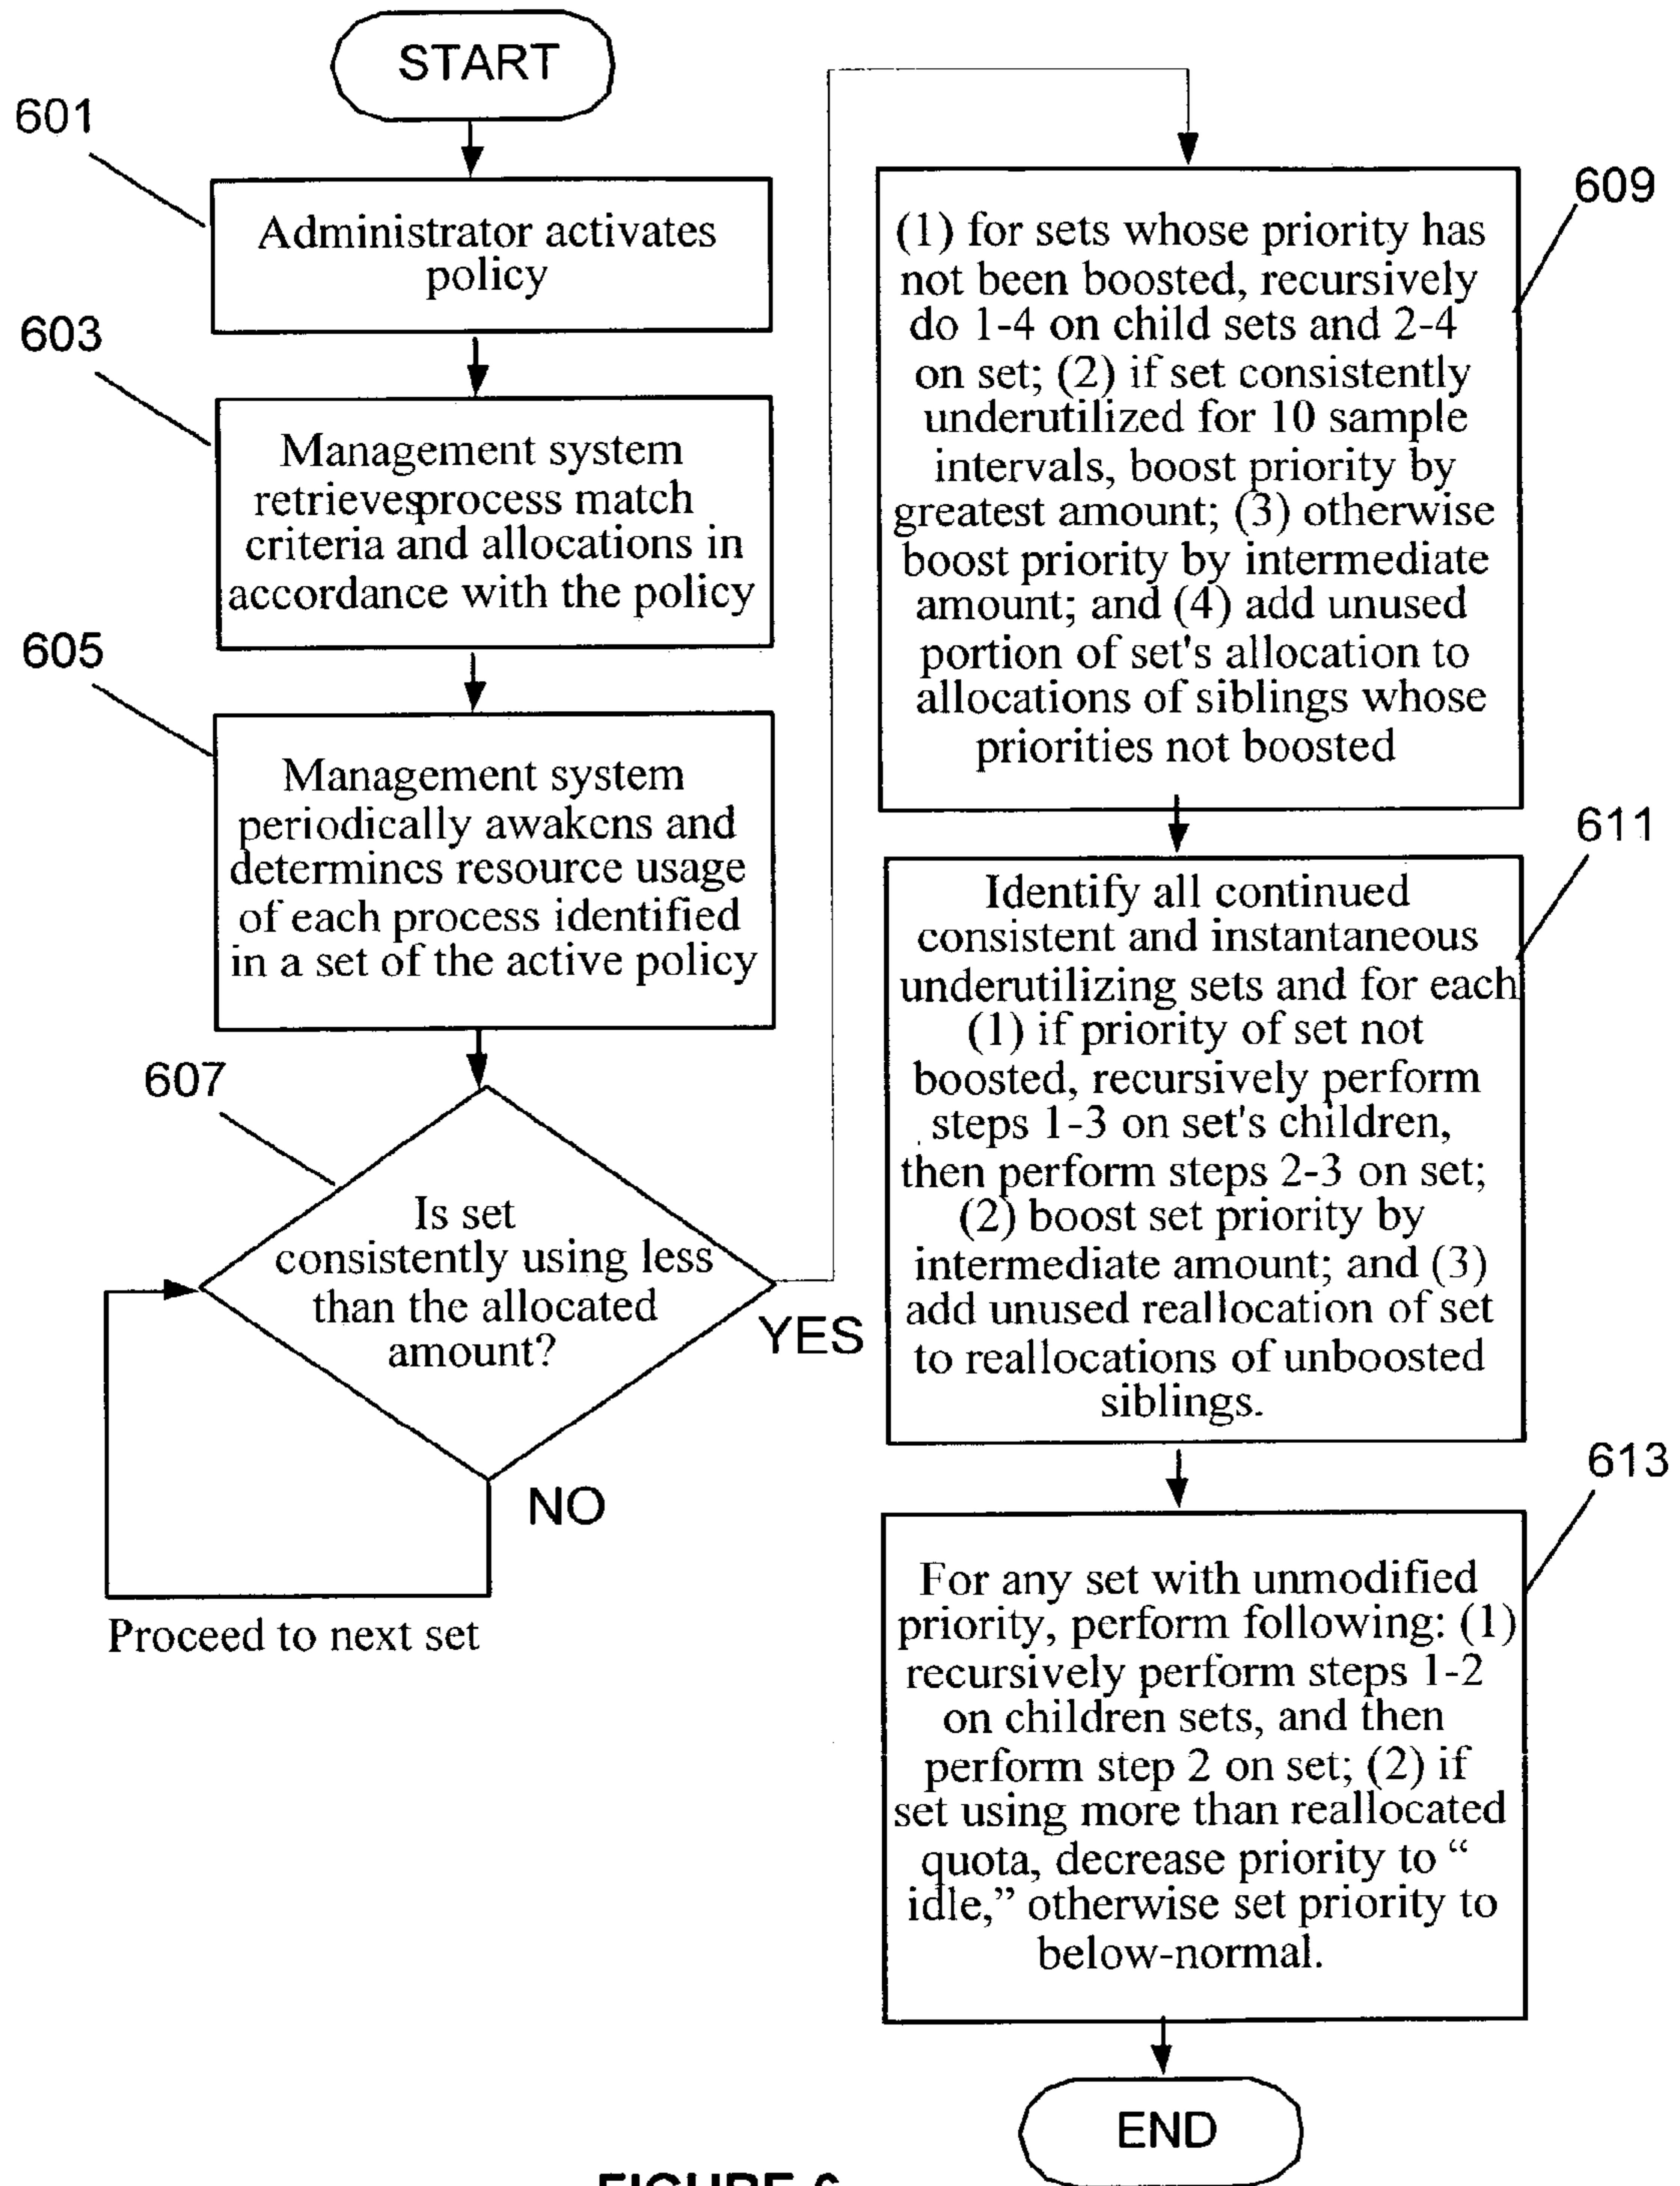 START
601
Administrator activates
policy
603
Management system
retrievesprocess match
criteria and allocations in
accordance with the policy
605
Management system
periodically awakens and
determines resource usage
of each process identified
in a set of the active policy
607
Is set
consistently using less
than the allocated
amount?
YES
NO
Proceed to next set
609
(1) for sets whose priority has
not been boosted, recursively
do 1-4 on child sets and 2-4
on set; (2) if set consistently
underutilized for 10 sample
intervals, boost priority by
greatest amount; (3) otherwise
boost priority by intermediate
amount; and (4) add unused
portion of set's allocation to
allocations of siblings whose
priorities not boosted
611
Identify all continued
consistent and instantaneous
underutilizing sets and for each
(1) if priority of set not
boosted, recursively perform
steps 1-3 on set's children,
then perform steps 2-3 on set;
(2) boost set priority by
intermediate amount; and (3)
add unused reallocation of set
to reallocations of unboosted
siblings.
613
For any set with unmodified
priority, perform following: (1)
recursively perform steps 1-2
on children sets, and then
perform step 2 on set; (2) if
set using more than reallocated
quota, decrease priority to “
idle,” otherwise set priority to
below-normal.
END
FIGURE 6